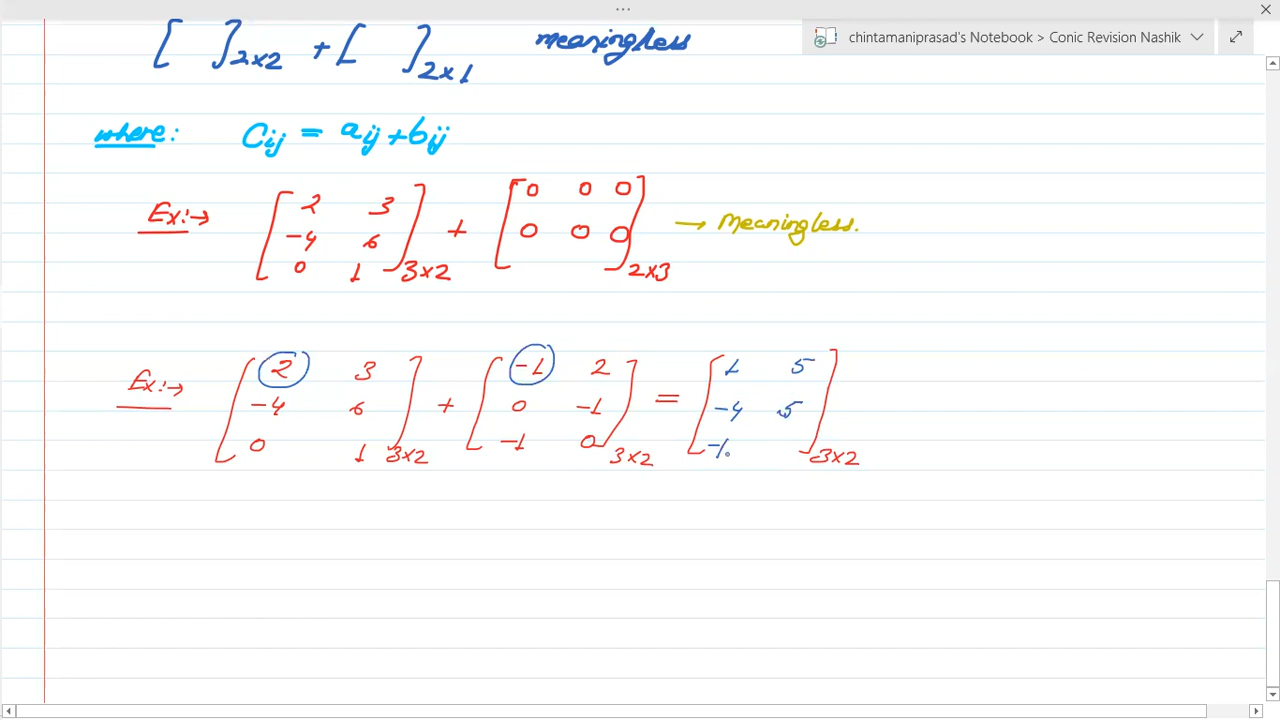 ...
chintamaniprasad's Notebook > Conic Revision Nashik
[ ]2x2 + [ ]2x1 meaningless
where: Cij = aij + bij
2 3 0 0 0
Ex:→ -4 6 + 0 0 0 → Meaningless.
0 1 3x2 2x3
2 3 -1 2 1 5
Ex:→ -4 6 + 0 -1 = -4 5
0 1 3x2 -1 0 3x2 -1 3x2